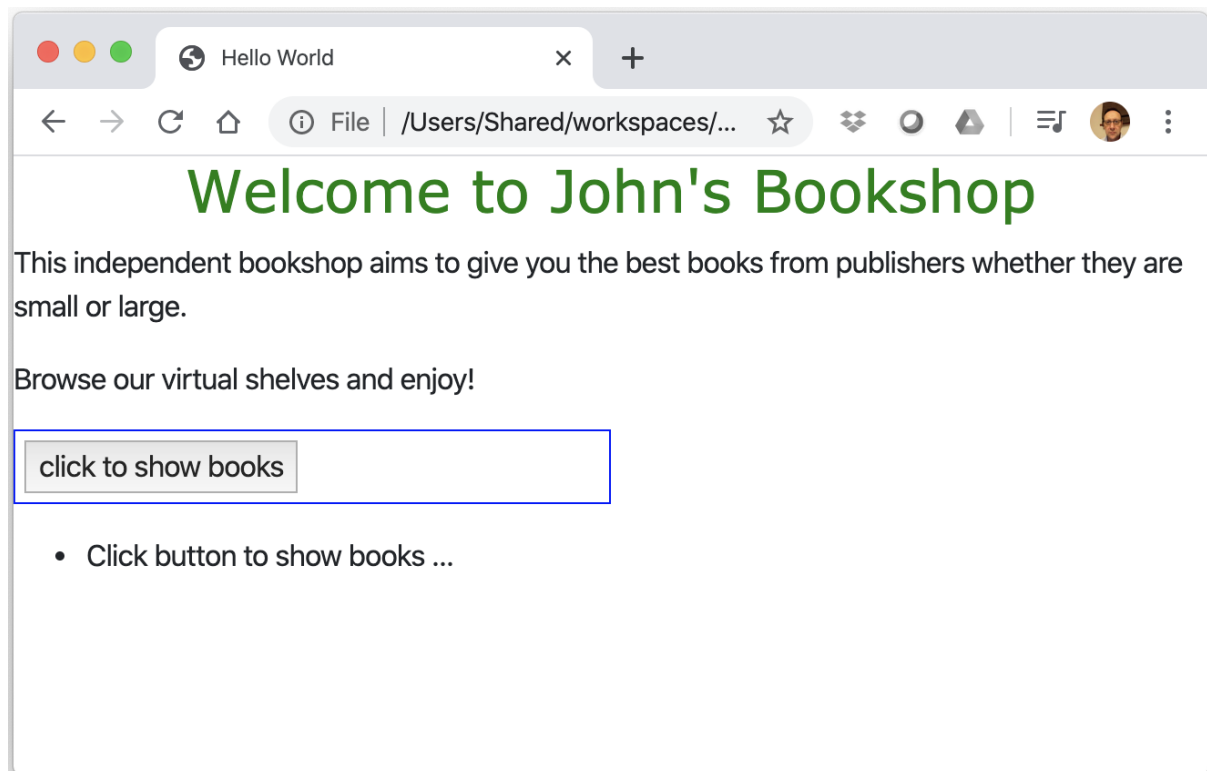 Hello World
File /Users/Shared/workspaces/...
Welcome to John's Bookshop
This independent bookshop aims to give you the best books from publishers whether they are
small or large.
Browse our virtual shelves and enjoy!
click to show books
Click button to show books ...